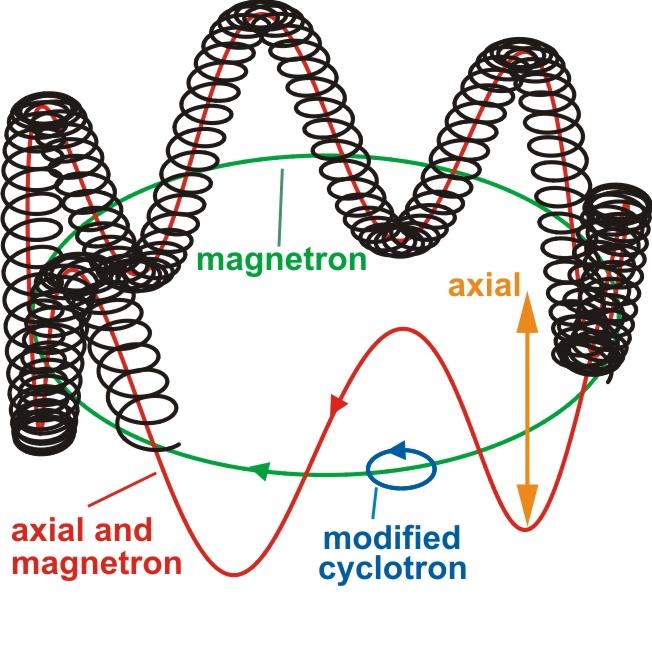 magnetron
axial
axial and
magnetron
modified
cyclotron